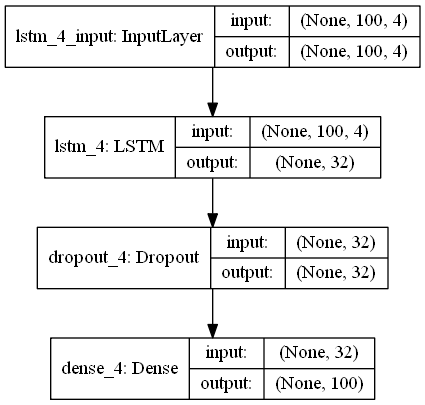 lstm_4_input: InputLayer
input: (None, 100, 4)
output: (None, 100, 4)
lstm_4: LSTM
input: (None, 100, 4)
output: (None, 32)
dropout_4: Dropout
input: (None, 32)
output: (None, 32)
dense_4: Dense
input: (None, 32)
output: (None, 100)